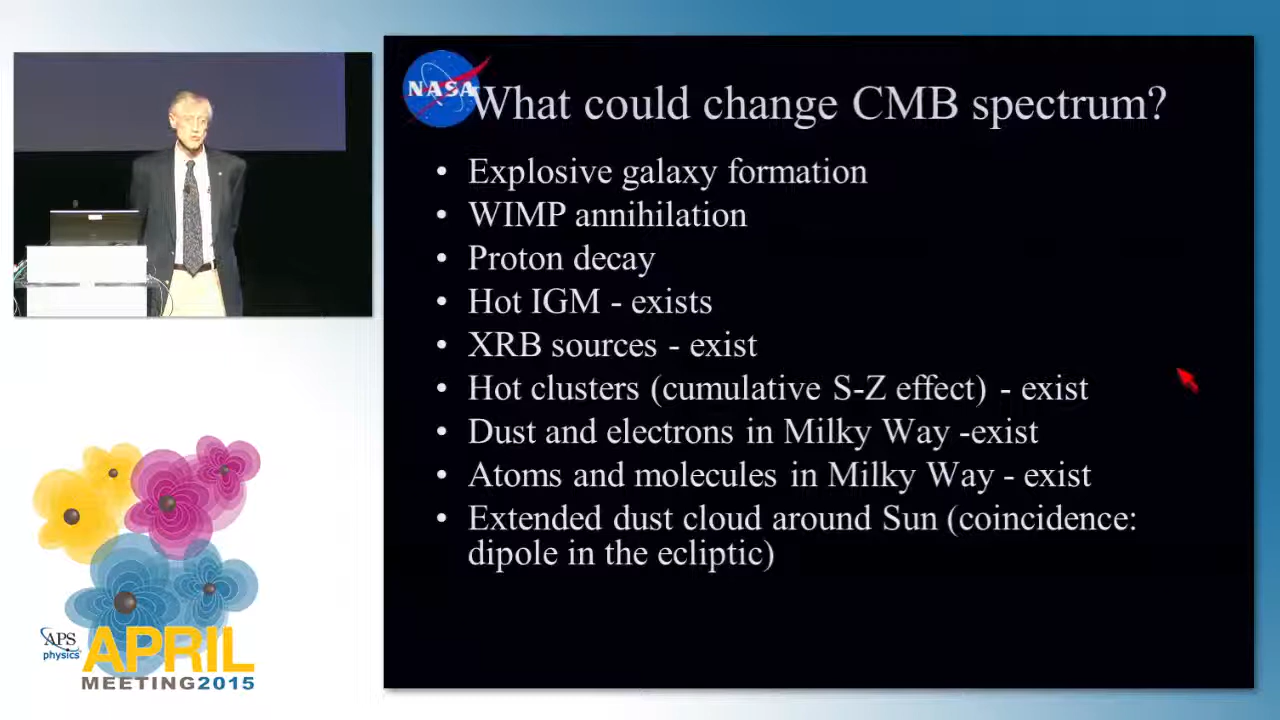 NASA
What could change CMB spectrum?
• Explosive galaxy formation
• WIMP annihilation
• Proton decay
• Hot IGM - exists
• XRB sources - exist
• Hot clusters (cumulative S-Z effect) - exist
• Dust and electrons in Milky Way -exist
• Atoms and molecules in Milky Way - exist
• Extended dust cloud around Sun (coincidence:
dipole in the ecliptic)
APS
physics
APRIL
MEETING2015